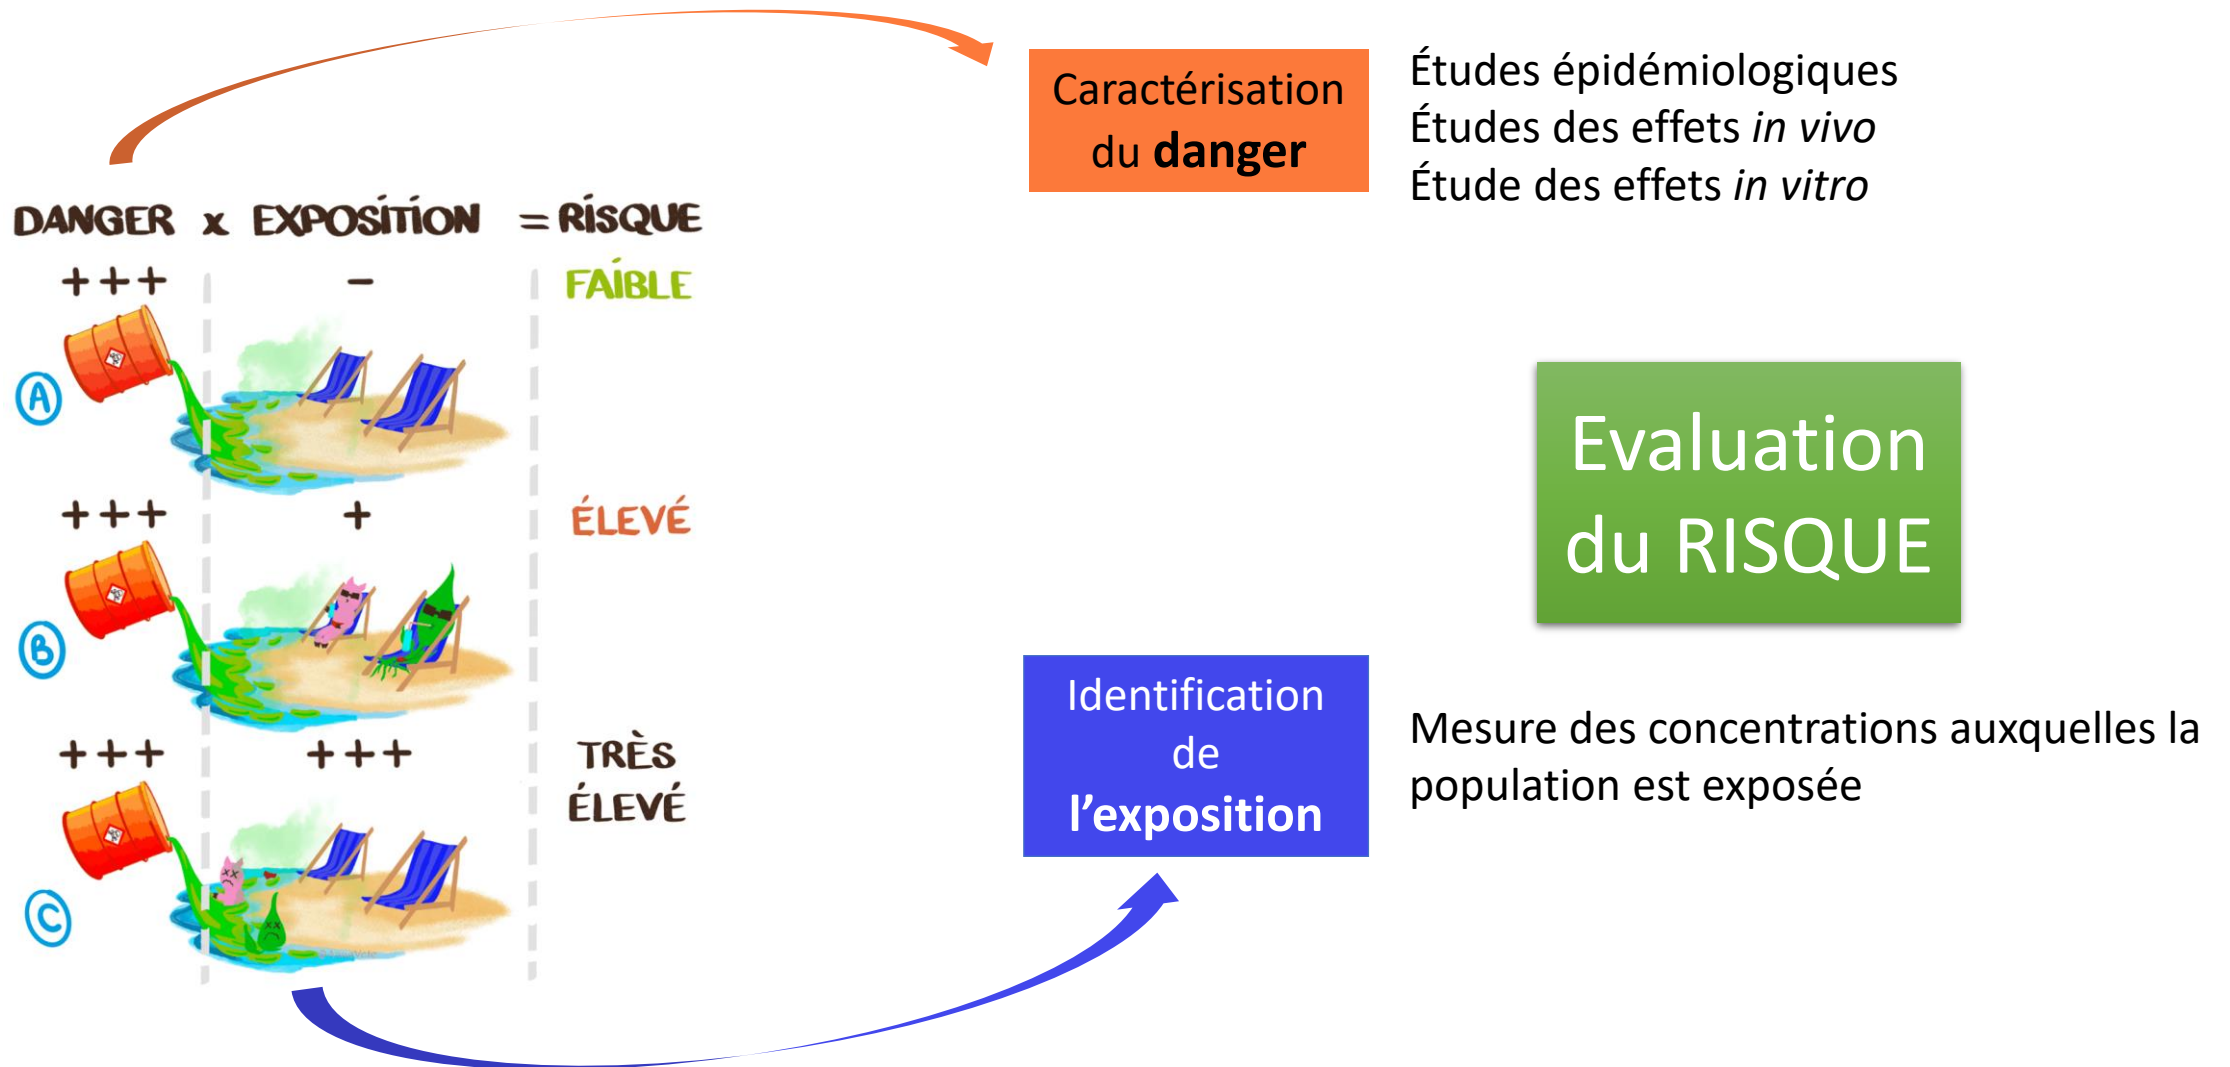 Caractérisation
du danger
Études épidémiologiques
Études des effets in vivo
Étude des effets in vitro
DANGER x EXPOSITION = RISQUE
+++ - FAIBLE
A
+++ + ÉLEVÉ
B
+++ +++ TRÈS
ÉLEVÉ
C
Evaluation
du RISQUE
Identification
de
l’exposition
Mesure des concentrations auxquelles la
population est exposée